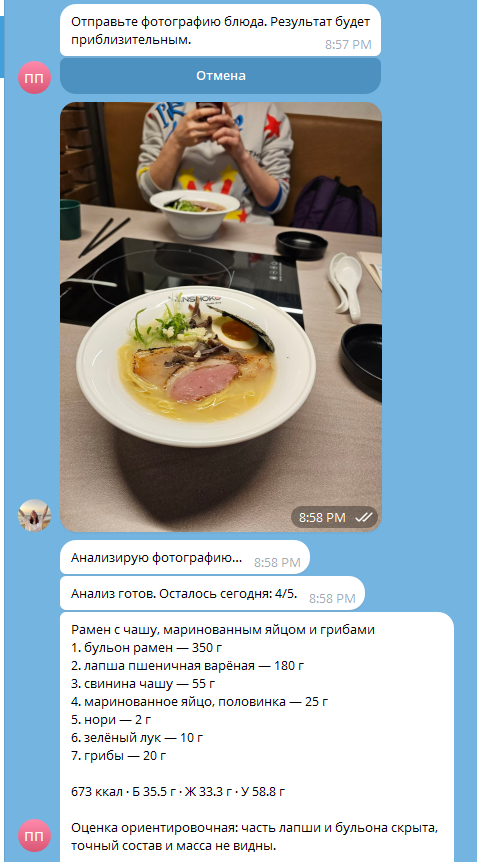 Отправьте фотографию блюда. Результат будет
приблизительным.
8:57 PM
ПП
Отмена
8:58 PM
Анализирую фотографию...
8:58 PM
Анализ готов. Осталось сегодня: 4/5.
8:58 PM
Рамен с чашу, маринованным яйцом и грибами
1. бульон рамен — 350 г
2. лапша пшеничная варёная — 180 г
3. свинина чашу — 55 г
4. маринованное яйцо, половинка — 25 г
5. нори — 2 г
6. зелёный лук — 10 г
7. грибы — 20 г
673 ккал · Б 35.5 г · Ж 33.3 г · У 58.8 г
ПП
Оценка ориентировочная: часть лапши и бульона скрыта,
точный состав и масса не видны.